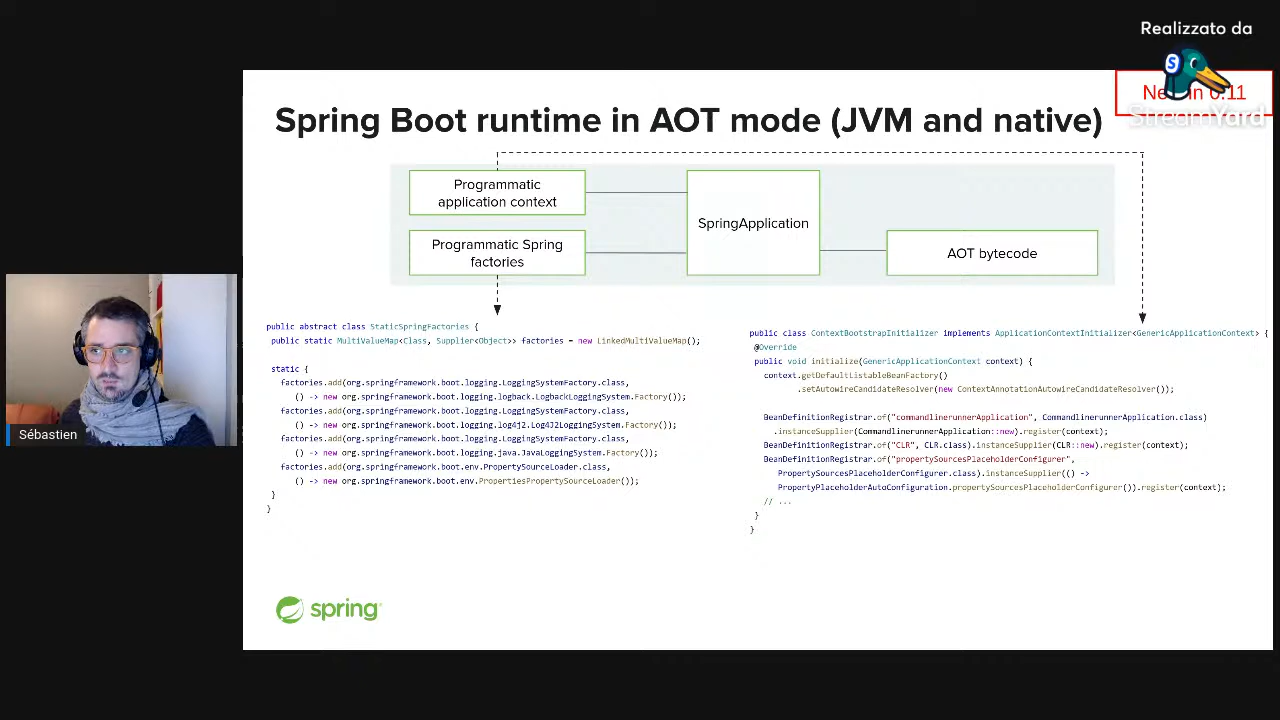 Realizzato da
StreamYard
Spring Boot runtime in AOT mode (JVM and native)
Programmatic
application context
SpringApplication
Programmatic Spring
factories
AOT bytecode
public abstract class StaticSpringFactories {
public static MultiValueMap<Class, Supplier<Object>> factories = new LinkedMultiValueMap();
static {
factories.add(org.springframework.boot.logging.LoggingSystemFactory.class,
() -> new org.springframework.boot.logging.logback.LogbackLoggingSystem.Factory());
factories.add(org.springframework.boot.logging.LoggingSystemFactory.class,
() -> new org.springframework.boot.logging.log4j2.Log4J2LoggingSystem.Factory());
factories.add(org.springframework.boot.logging.LoggingSystemFactory.class,
() -> new org.springframework.boot.logging.java.JavaLoggingSystem.Factory());
factories.add(org.springframework.boot.env.PropertySourceLoader.class,
() -> new org.springframework.boot.env.PropertiesPropertySourceLoader());
}
}
public class ContextBootstrapInitializer implements ApplicationContextInitializer<GenericApplicationContext> {
@Override
public void initialize(GenericApplicationContext context) {
context.getDefaultListableBeanFactory()
.setAutowireCandidateResolver(new ContextAnnotationAutowireCandidateResolver());
BeanDefinitionRegistrar.of("commandlinerunnerApplication", CommandlinerunnerApplication.class)
.instanceSupplier(CommandlinerunnerApplication::new).register(context);
BeanDefinitionRegistrar.of("CLR", CLR.class).instanceSupplier(CLR::new).register(context);
BeanDefinitionRegistrar.of("propertySourcesPlaceholderConfigurer",
PropertySourcesPlaceholderConfigurer.class).instanceSupplier(() ->
PropertyPlaceholderAutoConfiguration.propertySourcesPlaceholderConfigurer()).register(context);
// ...
}
}
Sébastien
spring